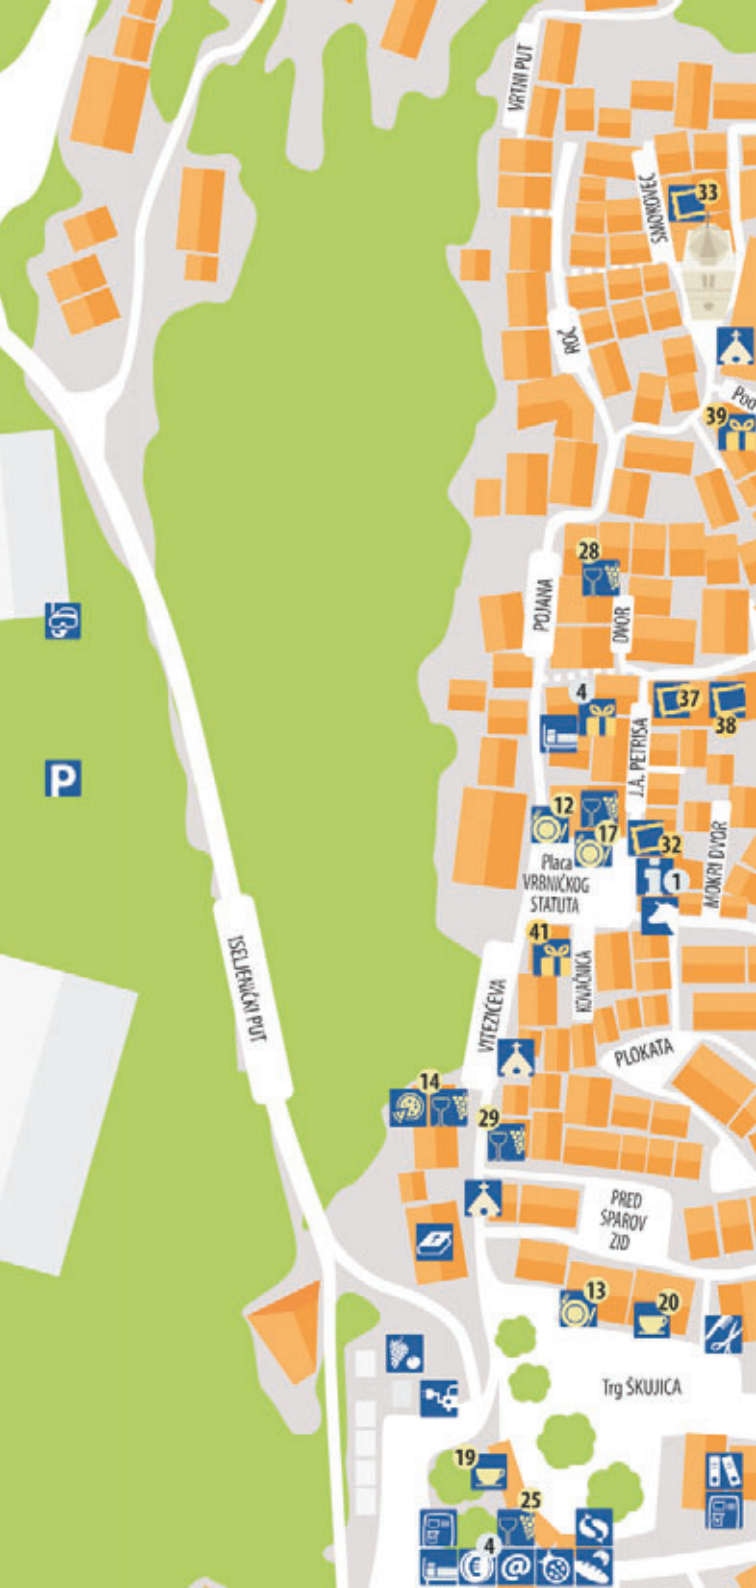 VRTNI PUT
SMOKOVEC
33
ROČ
Pod
39
28
POJANA
DVOR
4
37
38
J.A. PETRISA
P
12
17
32
Placa
VRBNIČKOG
STATUTA
i 1
MOKRI DVOR
41
KOVAČNICA
ISELJENIČKI PUT
VITEZIĆEVA
PLOKATA
14
29
PRED
ŠPAROV
ZID
13
20
Trg ŠKUJICA
19
25
4
€ @